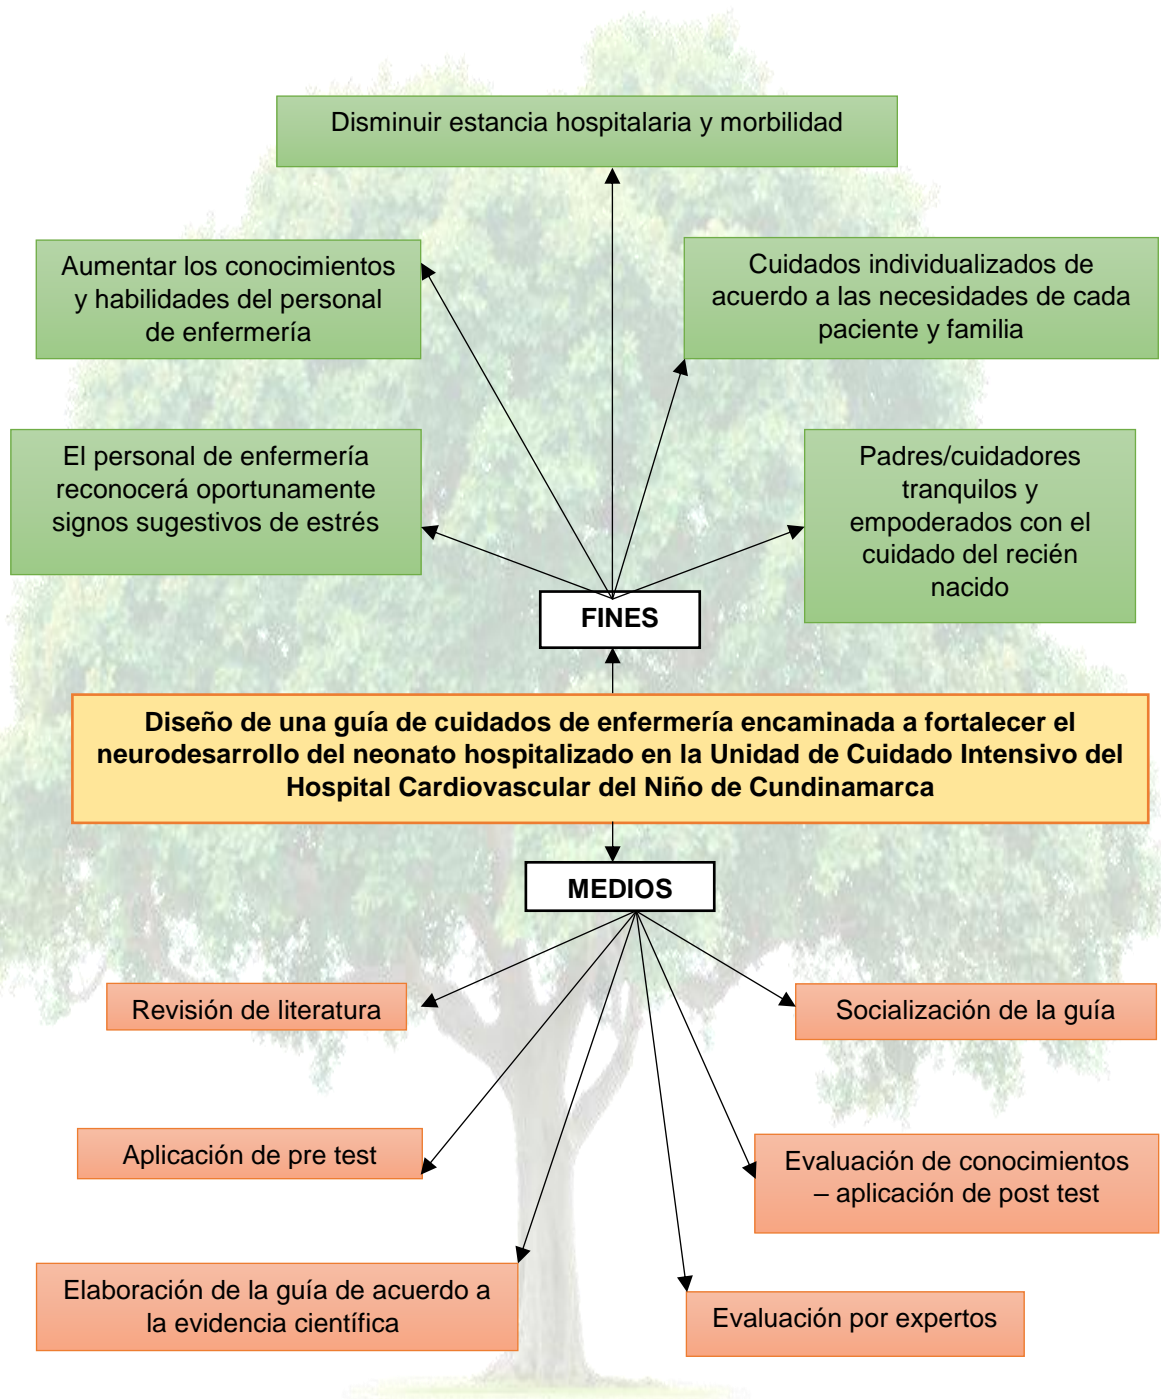 Disminuir estancia hospitalaria y morbilidad
Aumentar los conocimientos
y habilidades del personal
de enfermería
Cuidados individualizados de
acuerdo a las necesidades de cada
paciente y familia
El personal de enfermería
reconocerá oportunamente
signos sugestivos de estrés
Padres/cuidadores
tranquilos y
empoderados con el
cuidado del recién
nacido
FINES
Diseño de una guía de cuidados de enfermería encaminada a fortalecer el
neurodesarrollo del neonato hospitalizado en la Unidad de Cuidado Intensivo del
Hospital Cardiovascular del Niño de Cundinamarca
MEDIOS
Revisión de literatura
Socialización de la guía
Aplicación de pre test
Evaluación de conocimientos
– aplicación de post test
Elaboración de la guía de acuerdo a
la evidencia científica
Evaluación por expertos